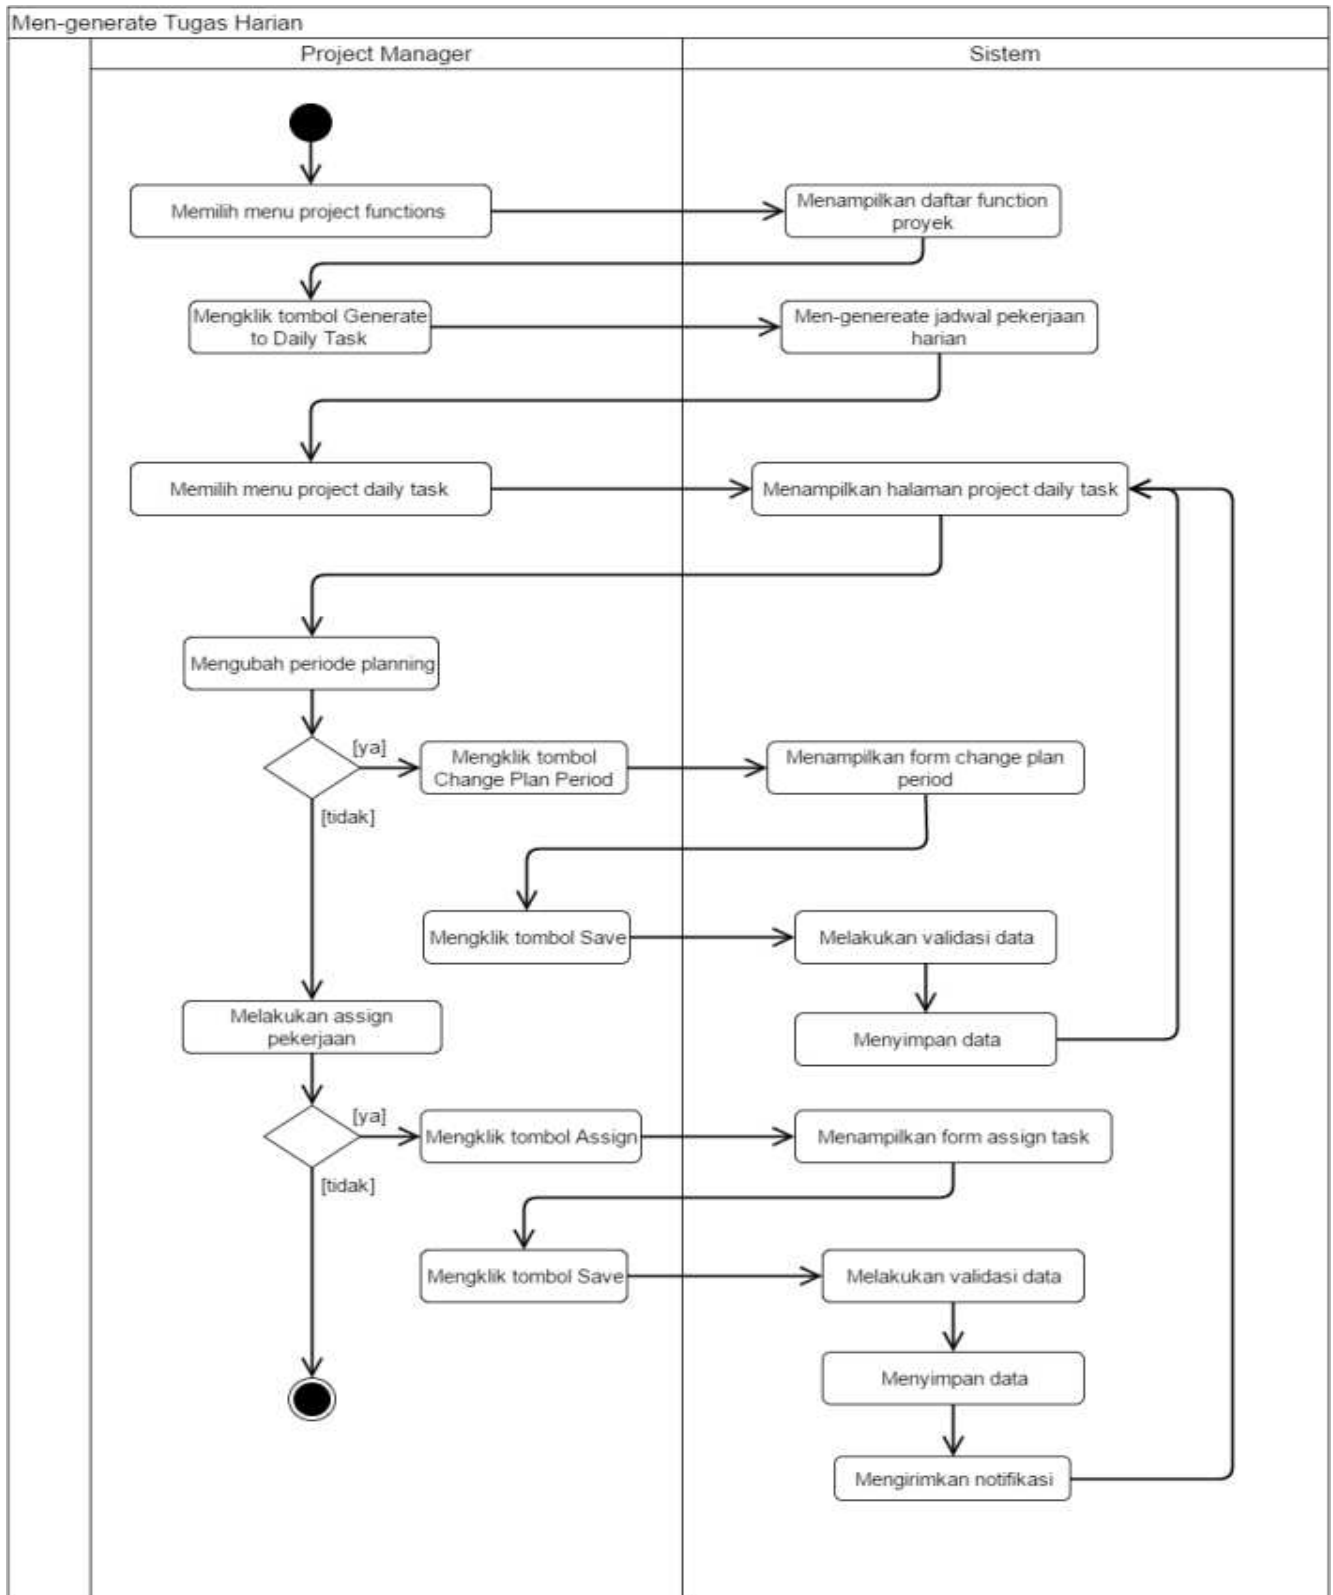 Men-generate Tugas Harian
Project Manager
Sistem
Memilih menu project functions
Menampilkan daftar function
proyek
Mengklik tombol Generate
to Daily Task
Men-genereate jadwal pekerjaan
harian
Memilih menu project daily task
Menampilkan halaman project daily task
Mengubah periode planning
[ya]
Mengklik tombol
Change Plan Period
Menampilkan form change plan
period
[tidak]
Mengklik tombol Save
Melakukan validasi data
Melakukan assign
pekerjaan
Menyimpan data
[ya]
Mengklik tombol Assign
Menampilkan form assign task
[tidak]
Mengklik tombol Save
Melakukan validasi data
Menyimpan data
Mengirimkan notifikasi